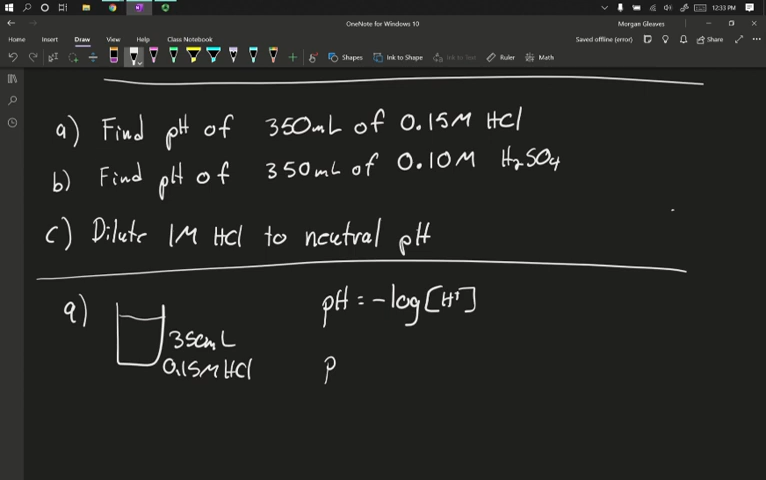 12:33 PM
OneNote for Windows 10
Morgan Gleaves
Home Insert Draw View Help Class Notebook
Saved offline (error) Share
Shapes Ink to Shape Ink to Text Ruler Math
a) Find pH of 350mL of 0.15M HCl
b) Find pH of 350mL of 0.10M H₂SO₄
c) Dilute 1M HCl to neutral pH
a)
350mL
0.15M HCl
pH = -log[H⁺]
p